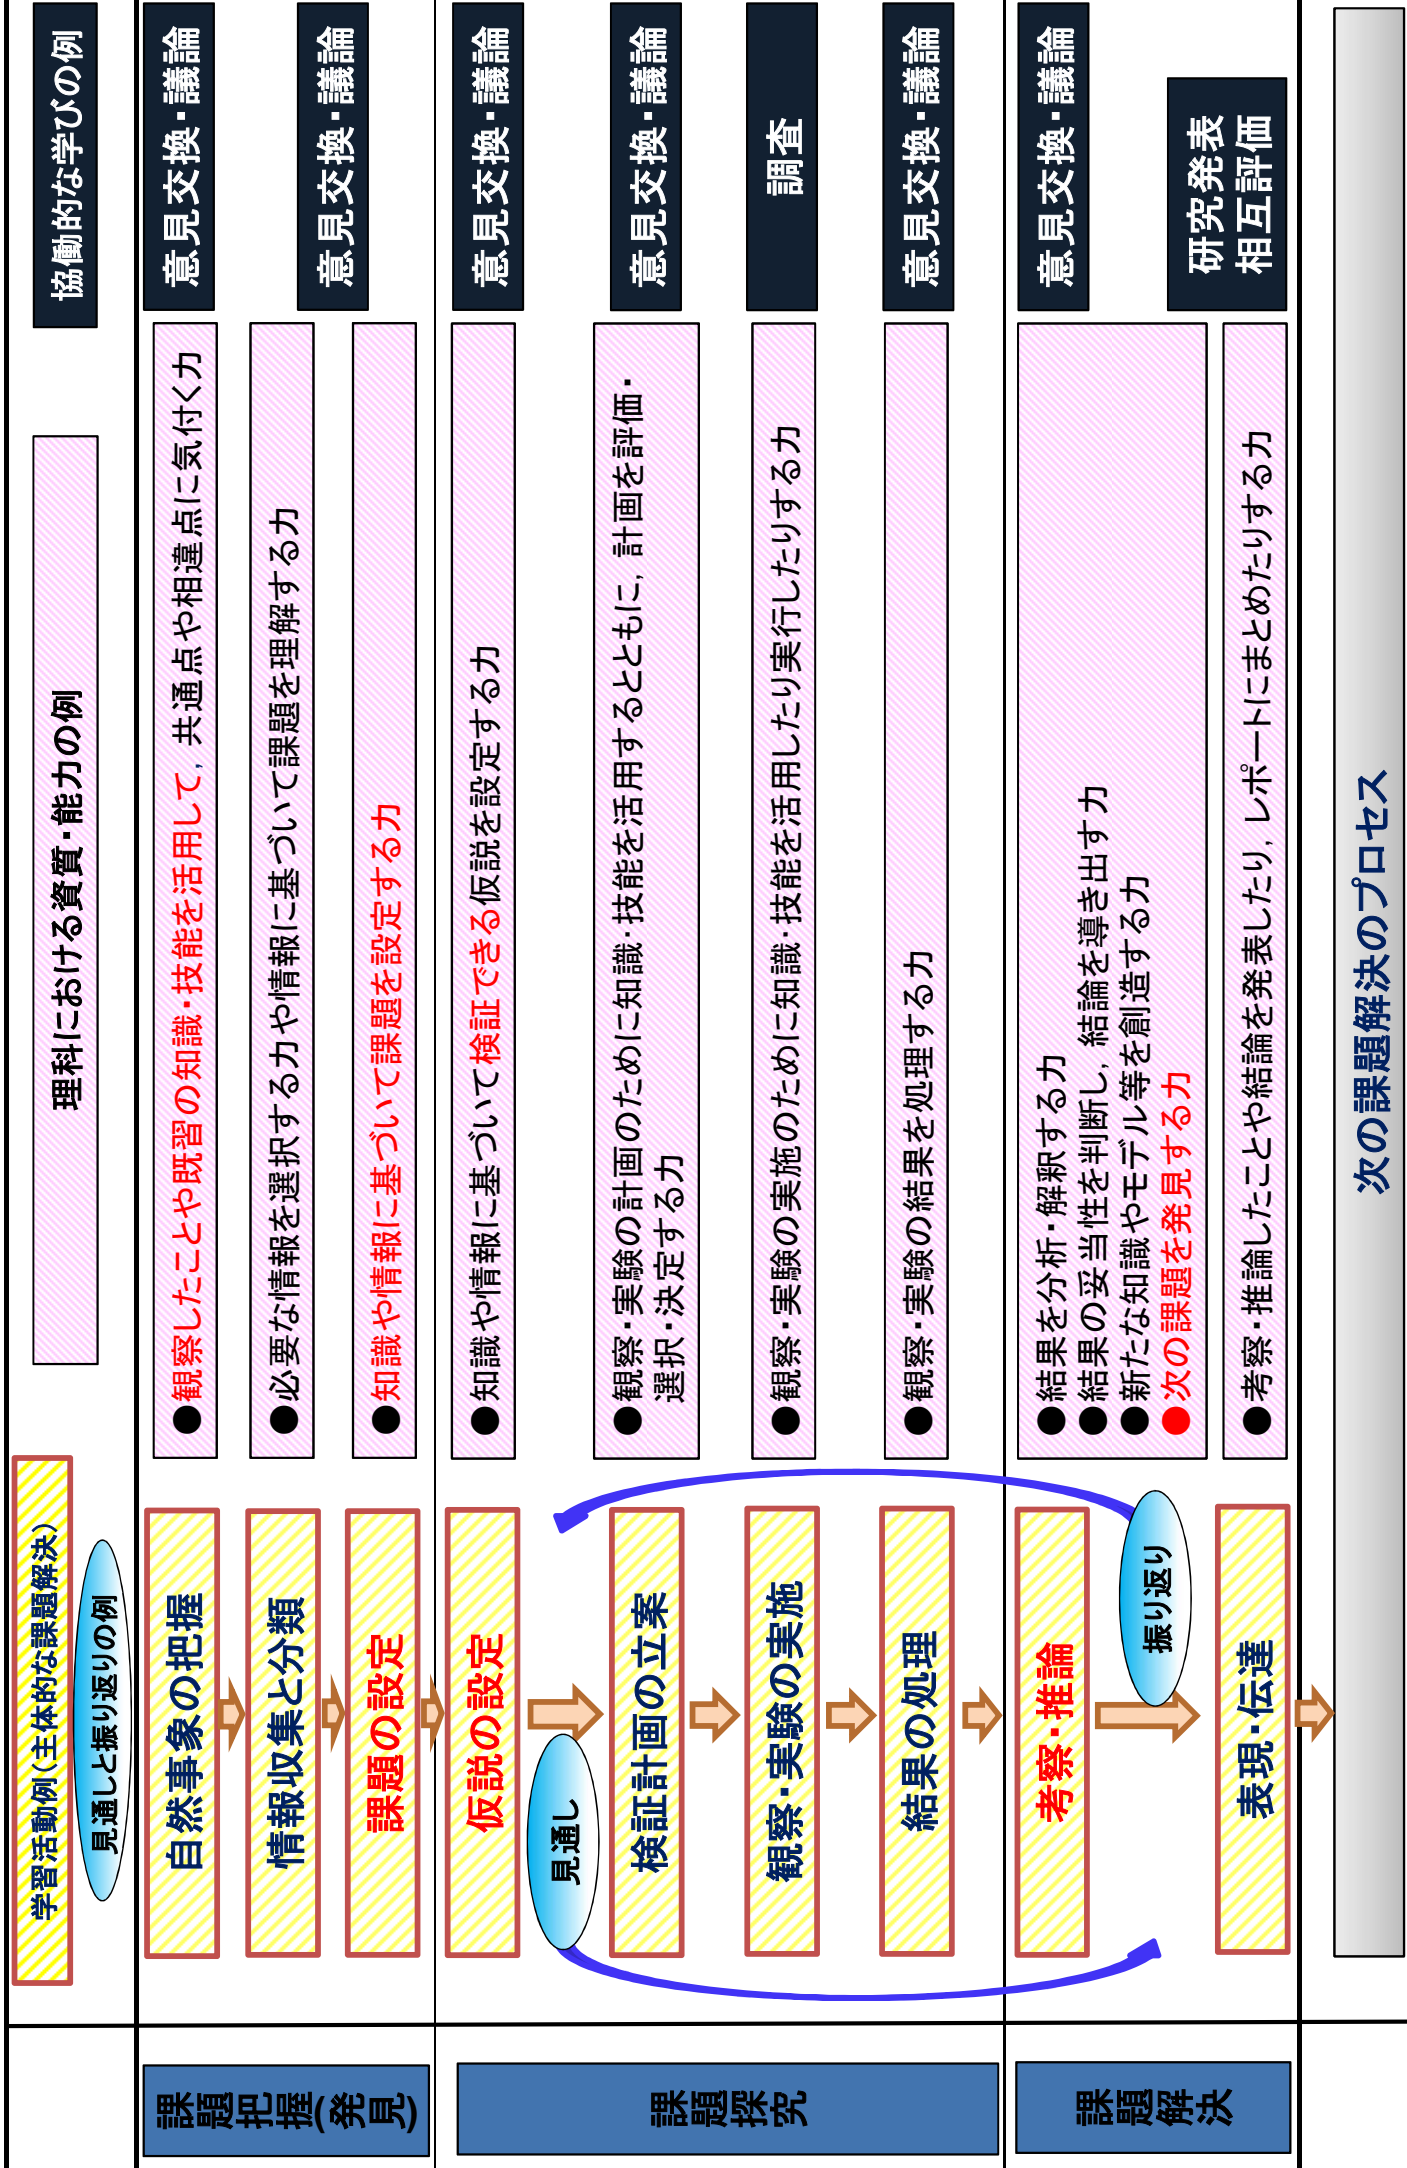 学習活動例（主体的な課題解決）
見通しと振り返りの例
理科における資質・能力の例
協働的な学びの例
課題把握(発見)
自然事象の把握
●観察したことや既習の知識・技能を活用して，共通点や相違点に気付く力
意見交換・議論
情報収集と分類
●必要な情報を選択する力や情報に基づいて課題を理解する力
意見交換・議論
課題の設定
●知識や情報に基づいて課題を設定する力
課題探究
仮説の設定
●知識や情報に基づいて検証できる仮説を設定する力
意見交換・議論
見通し
検証計画の立案
●観察・実験の計画のために知識・技能を活用するとともに，計画を評価・
選択・決定する力
意見交換・議論
観察・実験の実施
●観察・実験の実施のために知識・技能を活用したり実行したりする力
調査
結果の処理
●観察・実験の結果を処理する力
意見交換・議論
課題解決
考察・推論
●結果を分析・解釈する力
●結果の妥当性を判断し，結論を導き出す力
●新たな知識やモデル等を創造する力
●次の課題を発見する力
意見交換・議論
振り返り
表現・伝達
●考察・推論したことや結論を発表したり，レポートにまとめたりする力
研究発表
相互評価
次の課題解決のプロセス